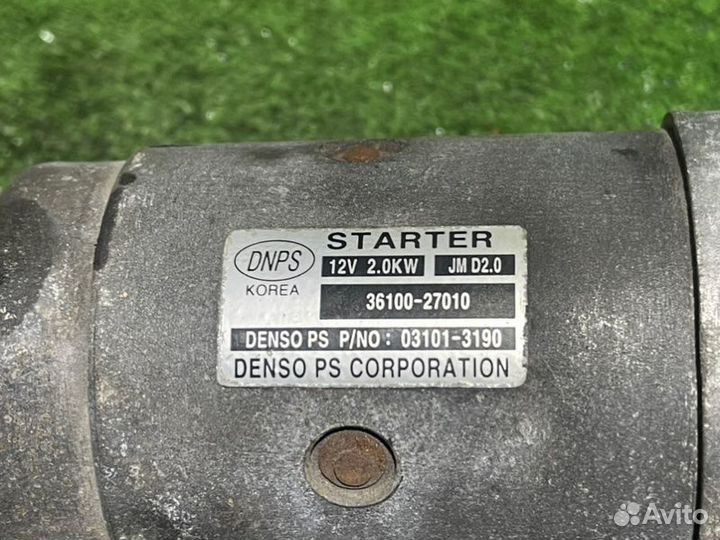 STARTER
DNPS
12V 2.0KW JM D2.0
KOREA
36100-27010
DENSO PS P/NO: 03101-3190
DENSO PS CORPORATION
Avito